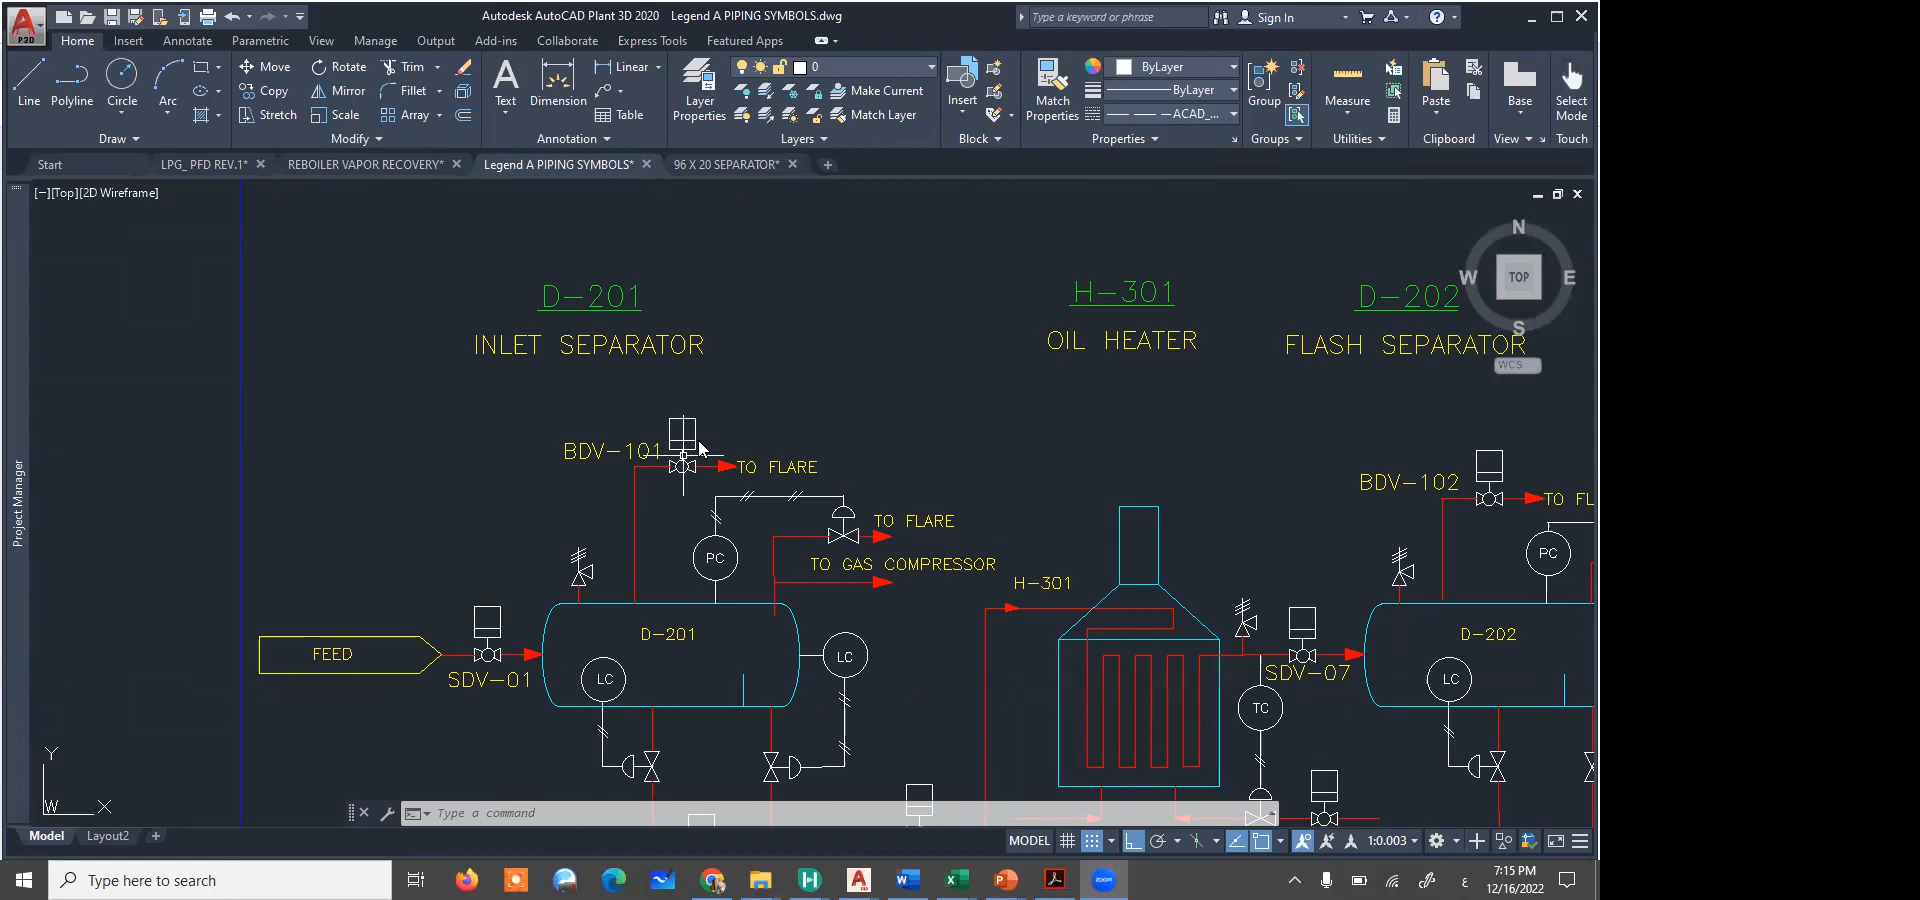 Autodesk AutoCAD Plant 3D 2020 Legend A PIPING SYMBOLS.dwg
Type a keyword or phrase
Sign In
P3D
Home Insert Annotate Parametric View Manage Output Add-ins Collaborate Express Tools Featured Apps
Line Polyline Circle Arc
Move Rotate Trim
Copy Mirror Fillet
Stretch Scale Array
Text Dimension
Linear
Table
Layer Properties
0
Make Current
Match Layer
Insert
Match Properties
ByLayer
ByLayer
ACAD_...
Group
Measure
Paste
Base
Select Mode
Draw Modify Annotation Layers Block Properties Groups Utilities Clipboard View Touch
Start LPG_ PFD REV.1* REBOILER VAPOR RECOVERY* Legend A PIPING SYMBOLS* 96 X 20 SEPARATOR*
[−][Top][2D Wireframe]
Project Manager
N
W TOP E
S
WCS
D-201
INLET SEPARATOR
H-301
OIL HEATER
D-202
FLASH SEPARATOR
BDV-101
TO FLARE
BDV-102
TO FL
TO FLARE
PC
TO GAS COMPRESSOR
H-301
PC
FEED
SDV-01
D-201
LC
LC
SDV-07
TC
D-202
LC
Y
W X
Type a command
Model Layout2
MODEL
1:0.003
Type here to search
zoom
ع
7:15 PM
12/16/2022